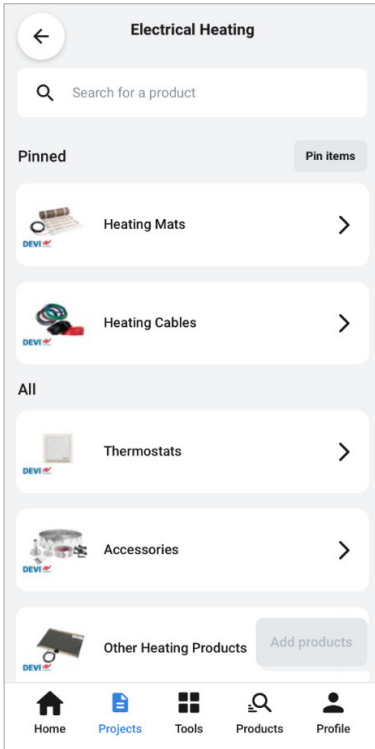 Electrical Heating
Search for a product
Pinned
Pin items
Heating Mats
DEVI
Heating Cables
DEVI
All
Thermostats
DEVI
Accessories
DEVI
Other Heating Products
Add products
DEVI
Home
Projects
Tools
Products
Profile